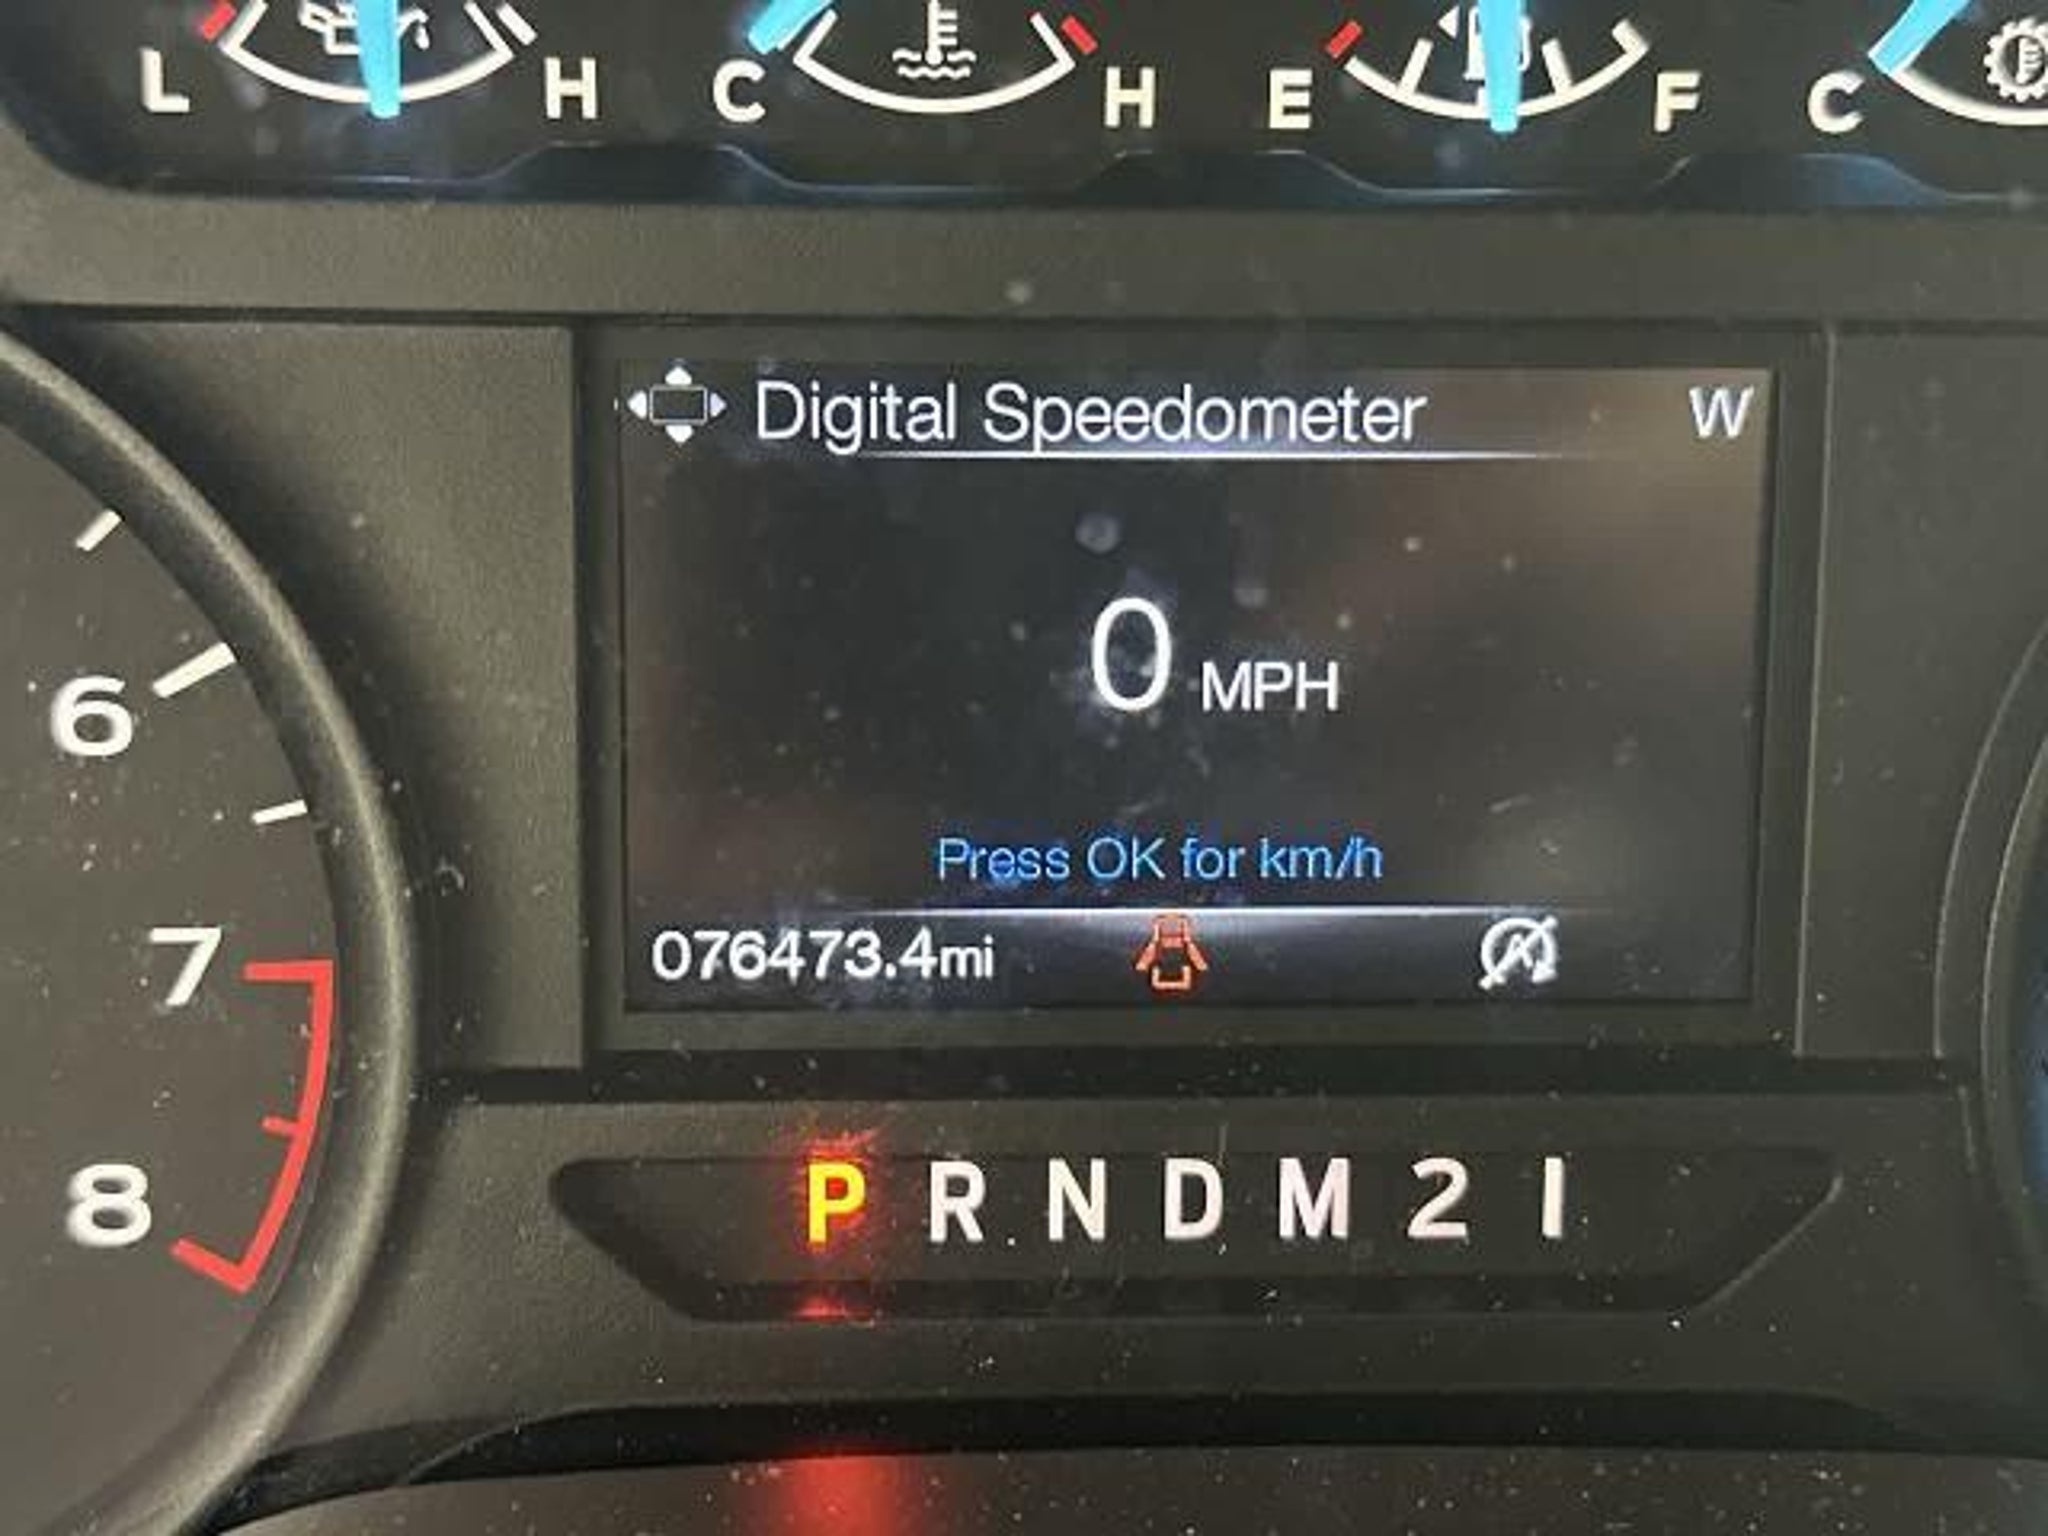 L H C H E F C
Digital Speedometer W
0 MPH
Press OK for km/h
076473.4mi
6
7
8
P R N D M 2 1